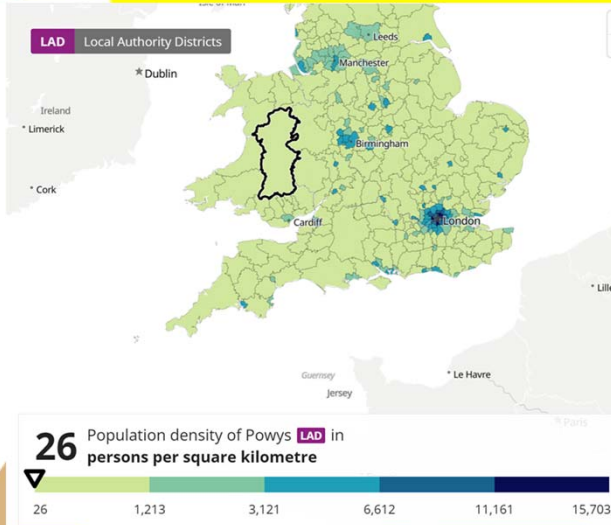 LAD Local Authority Districts
Leeds
Manchester
Dublin
Ireland
Limerick
Birmingham
Cork
Cardiff
London
Lille
Guernsey
Le Havre
Jersey
Paris
26 Population density of Powys LAD in
persons per square kilometre
26 1,213 3,121 6,612 11,161 15,703